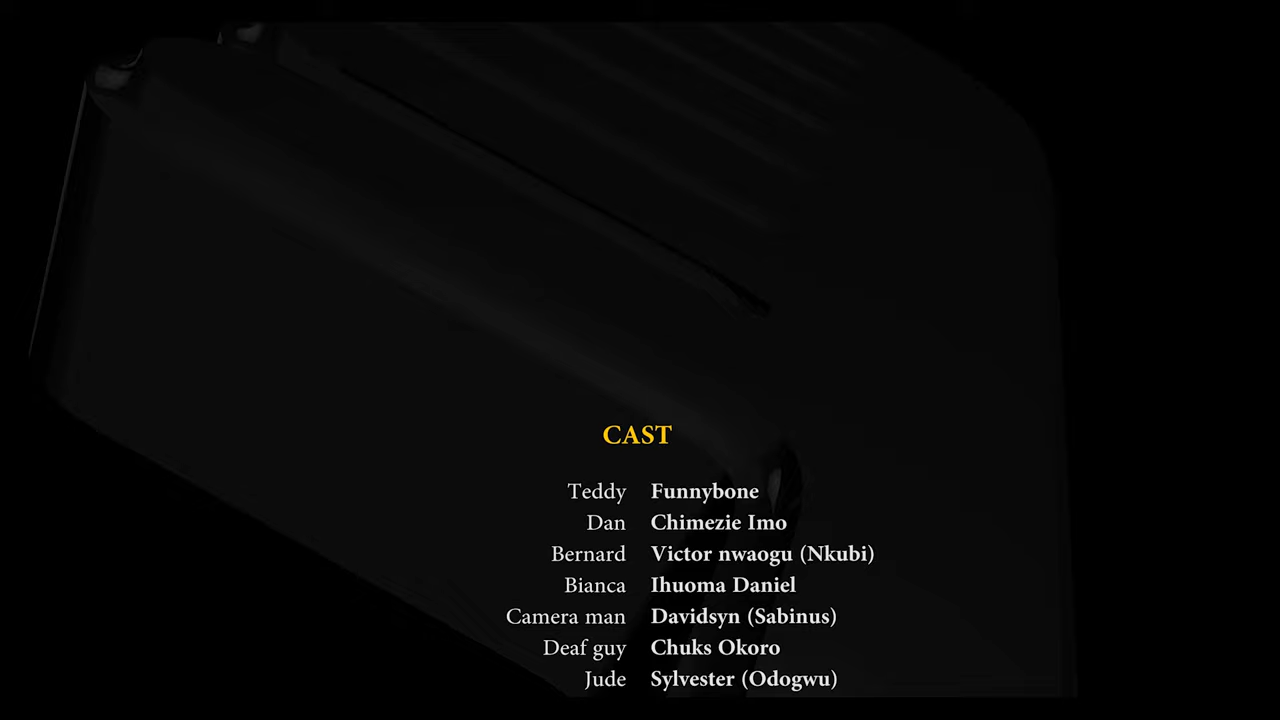 CAST
Teddy Funnybone
Dan Chimezie Imo
Bernard Victor nwaogu (Nkubi)
Bianca Ihuoma Daniel
Camera man Davidsyn (Sabinus)
Deaf guy Chuks Okoro
Jude Sylvester (Odogwu)